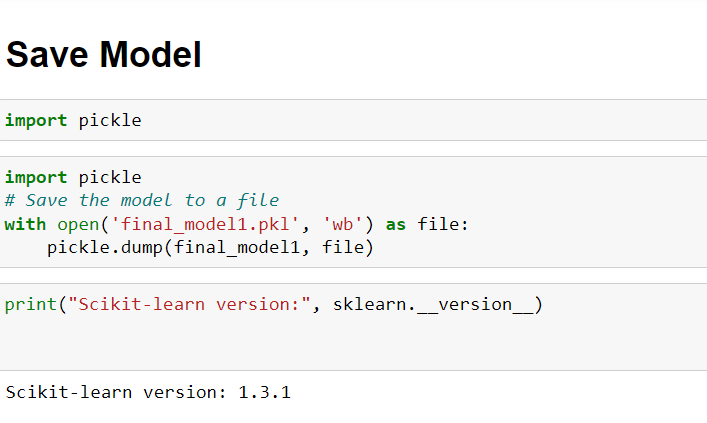 Save Model
import pickle
import pickle
# Save the model to a file
with open('final_model1.pkl', 'wb') as file:
    pickle.dump(final_model1, file)
print("Scikit-learn version:", sklearn.__version__)
Scikit-learn version: 1.3.1